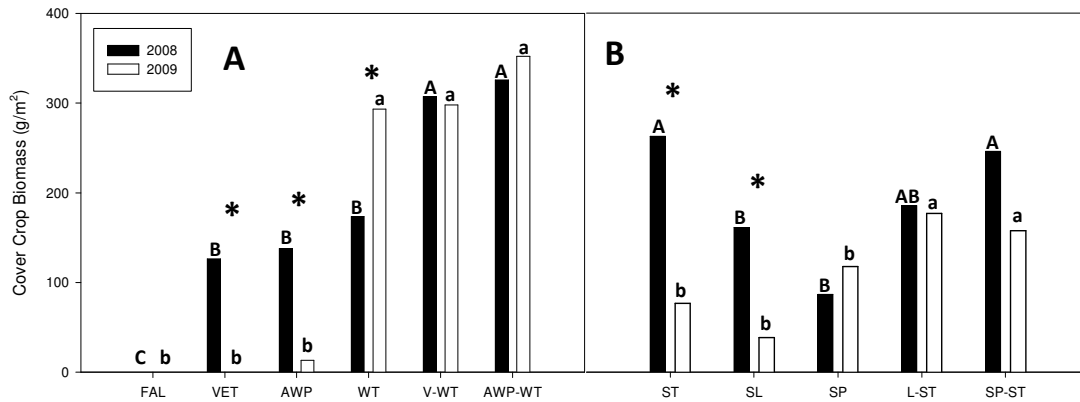 400
300
200
100
0
Cover Crop Biomass (g/m²)
2008
2009
A
B
C b
B b
B b
B a
A a
A a
A b
B b
B b
AB a
A a
* * *
* *
FAL VET AWP WT V-WT AWP-WT
ST SL SP L-ST SP-ST